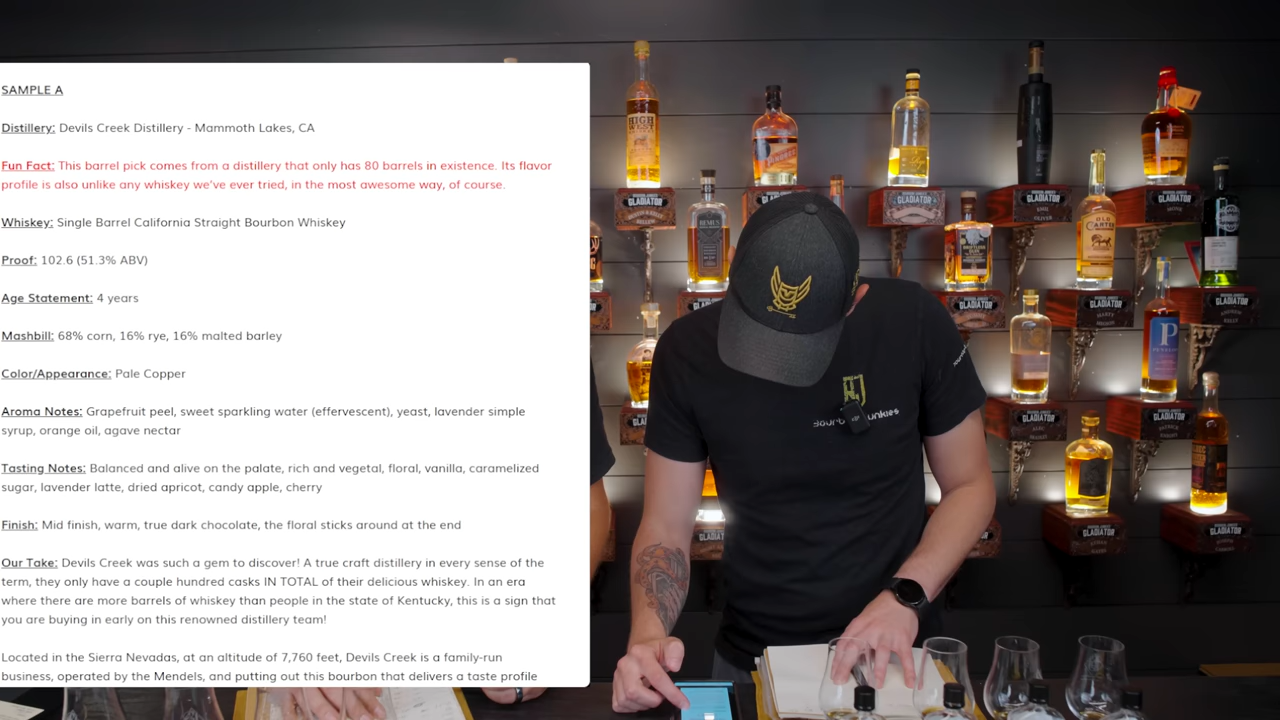 SAMPLE A
Distillery: Devils Creek Distillery - Mammoth Lakes, CA
Fun Fact: This barrel pick comes from a distillery that only has 80 barrels in existence. Its flavor
profile is also unlike any whiskey we've ever tried, in the most awesome way, of course.
Whiskey: Single Barrel California Straight Bourbon Whiskey
Proof: 102.6 (51.3% ABV)
Age Statement: 4 years
Mashbill: 68% corn, 16% rye, 16% malted barley
Color/Appearance: Pale Copper
Aroma Notes: Grapefruit peel, sweet sparkling water (effervescent), yeast, lavender simple
syrup, orange oil, agave nectar
Tasting Notes: Balanced and alive on the palate, rich and vegetal, floral, vanilla, caramelized
sugar, lavender latte, dried apricot, candy apple, cherry
Finish: Mid finish, warm, true dark chocolate, the floral sticks around at the end
Our Take: Devils Creek was such a gem to discover! A true craft distillery in every sense of the
term, they only have a couple hundred casks IN TOTAL of their delicious whiskey. In an era
where there are more barrels of whiskey than people in the state of Kentucky, this is a sign that
you are buying in early on this renowned distillery team!
Located in the Sierra Nevadas, at an altitude of 7,760 feet, Devils Creek is a family-run
business, operated by the Mendels, and putting out this bourbon that delivers a taste profile
HIGH
WEST
REMUS
OLD
CARTER
GLADIATOR
GLADIATOR
GLADIATOR
GLADIATOR
GLADIATOR
GLADIATOR
GLADIATOR
GLADIATOR